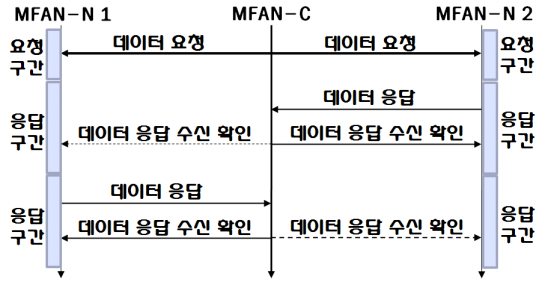 MFAN-N 1 MFAN-C MFAN-N 2
요청 구간 데이터 요청 데이터 요청 요청 구간
데이터 응답
응답 구간 데이터 응답 수신 확인 데이터 응답 수신 확인 응답 구간
데이터 응답
응답 구간 데이터 응답 수신 확인 데이터 응답 수신 확인 응답 구간